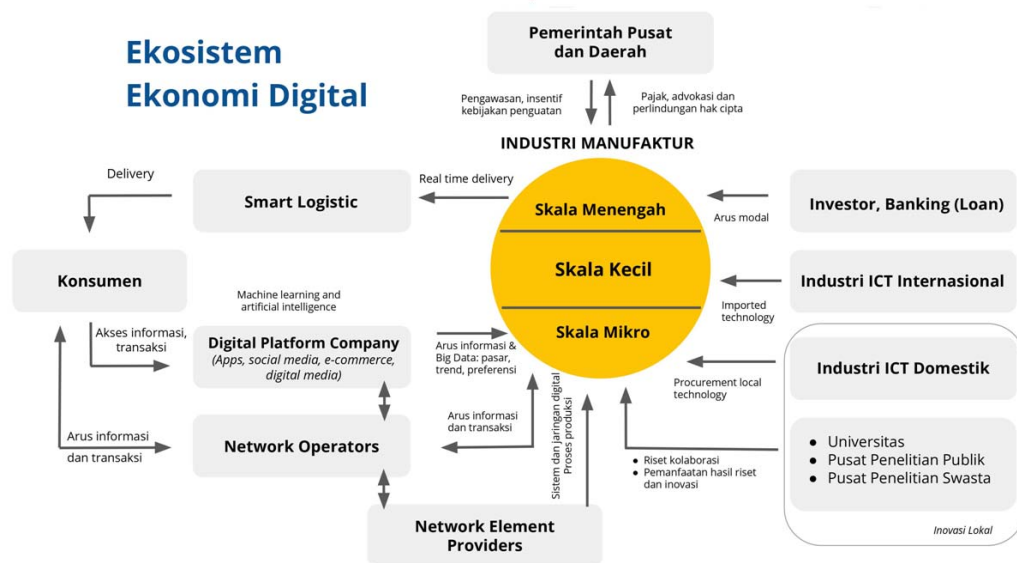 Ekosistem
Ekonomi Digital
Pemerintah Pusat
dan Daerah
Pengawasan, insentif
kebijakan penguatan
Pajak, advokasi dan
perlindungan hak cipta
INDUSTRI MANUFAKTUR
Delivery
Smart Logistic
Real time delivery
Skala Menengah
Arus modal
Investor, Banking (Loan)
Konsumen
Skala Kecil
Imported
technology
Industri ICT Internasional
Machine learning and
artificial intelligence
Akses informasi,
transaksi
Digital Platform Company
(Apps, social media, e-commerce,
digital media)
Arus informasi &
Big Data: pasar,
trend, preferensi
Skala Mikro
Procurement local
technology
Industri ICT Domestik
Arus informasi
dan transaksi
Network Operators
Arus informasi
dan transaksi
Sistem dan jaringan digital
Proses produksi
● Riset kolaborasi
● Pemanfaatan hasil riset
dan inovasi
● Universitas
● Pusat Penelitian Publik
● Pusat Penelitian Swasta
Inovasi Lokal
Network Element
Providers